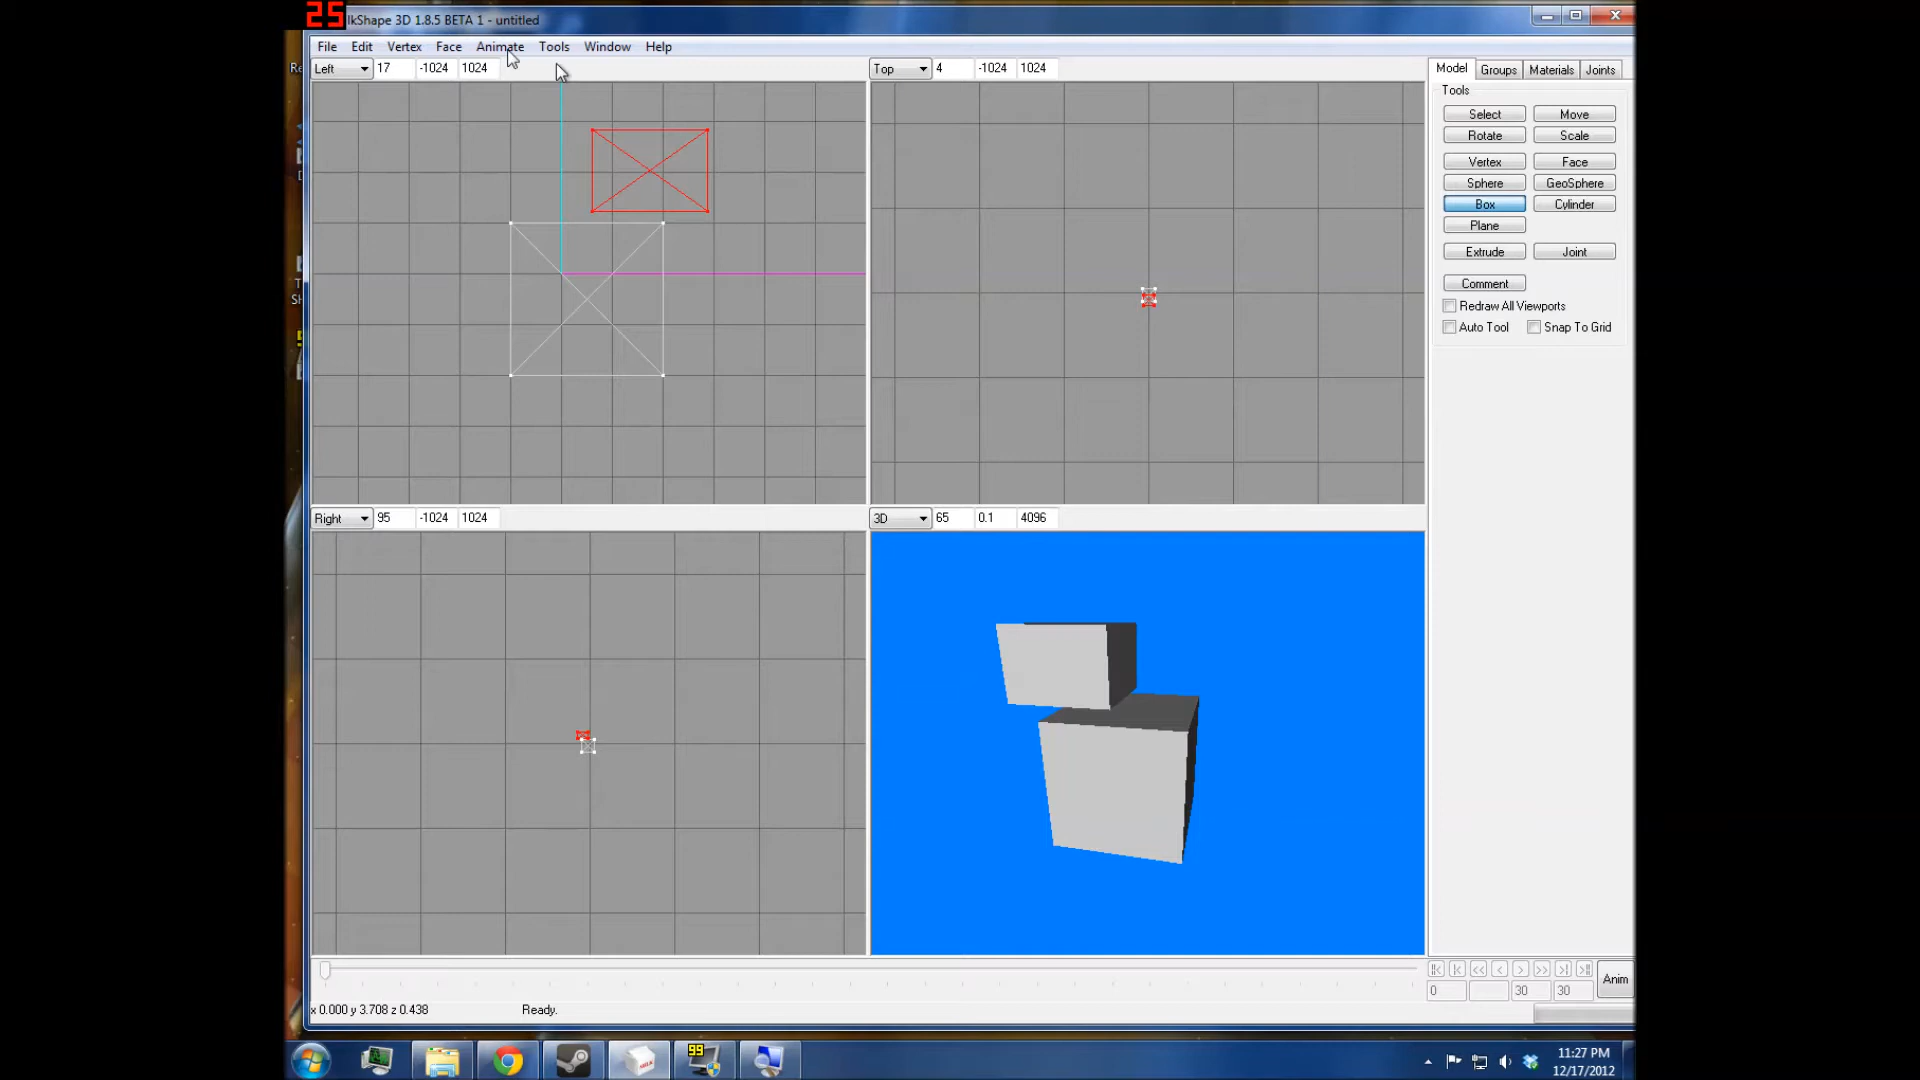 25
lkShape 3D 1.8.5 BETA 1 - untitled
File Edit Vertex Face Animate Tools Window Help
Left 17 -1024 1024
Top 4 -1024 1024
Model Groups Materials Joints
Tools
Select Move
Rotate Scale
Vertex Face
Sphere GeoSphere
Box Cylinder
Plane
Extrude Joint
Comment
Redraw All Viewports
Auto Tool Snap To Grid
Right 95 -1024 1024
3D 65 0.1 4096
Anim
0 30 30
x 0.000 y 3.708 z 0.438 Ready.
MILK
99
11:27 PM
12/17/2012